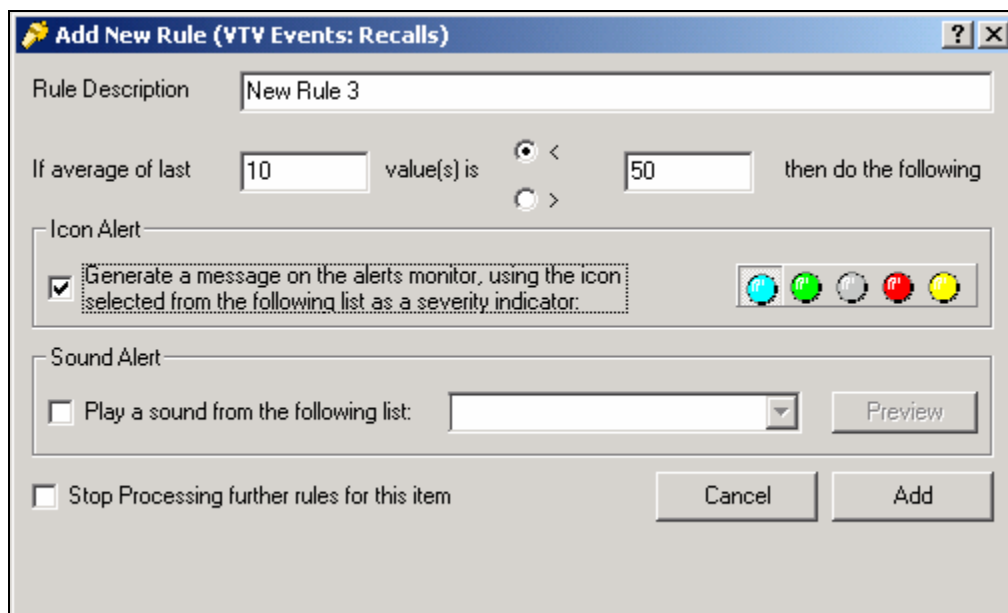 Add New Rule (VTV Events: Recalls)
Rule Description New Rule 3
If average of last 10 value(s) is < > 50 then do the following
Icon Alert
Generate a message on the alerts monitor, using the icon
selected from the following list as a severity indicator:
Sound Alert
Play a sound from the following list: Preview
Stop Processing further rules for this item Cancel Add